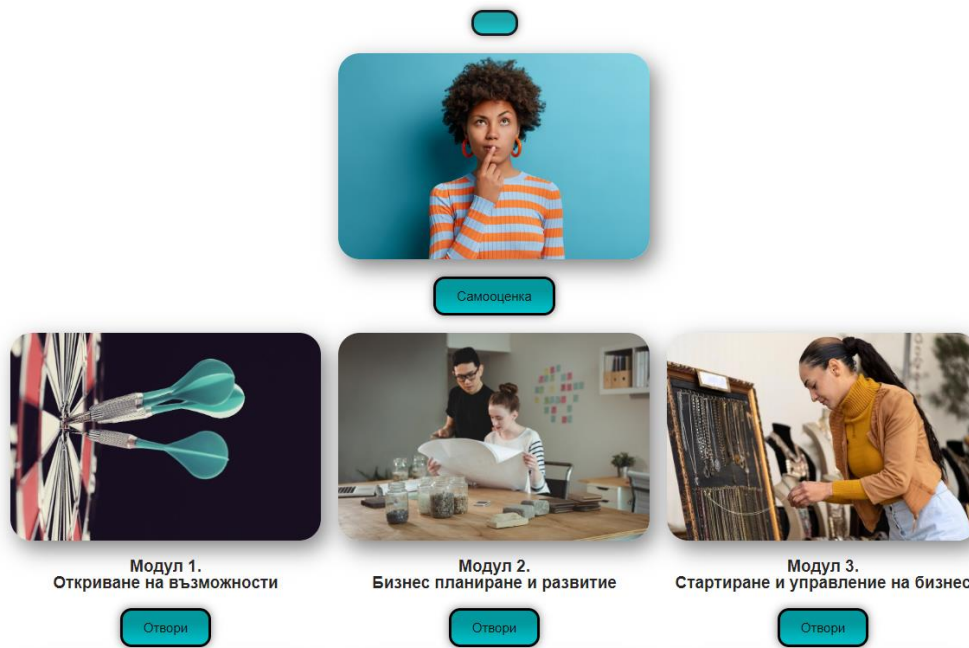 Самооценка
Модул 1.
Откриване на възможности
Модул 2.
Бизнес планиране и развитие
Модул 3.
Стартиране и управление на бизнес
Отвори
Отвори
Отвори